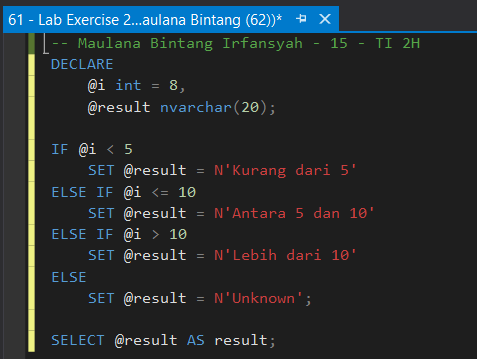 61 - Lab Exercise 2...aulana Bintang (62))*
-- Maulana Bintang Irfansyah - 15 - TI 2H
DECLARE
    @i int = 8,
    @result nvarchar(20);

IF @i < 5
    SET @result = N'Kurang dari 5'
ELSE IF @i <= 10
    SET @result = N'Antara 5 dan 10'
ELSE IF @i > 10
    SET @result = N'Lebih dari 10'
ELSE
    SET @result = N'Unknown';

SELECT @result AS result;